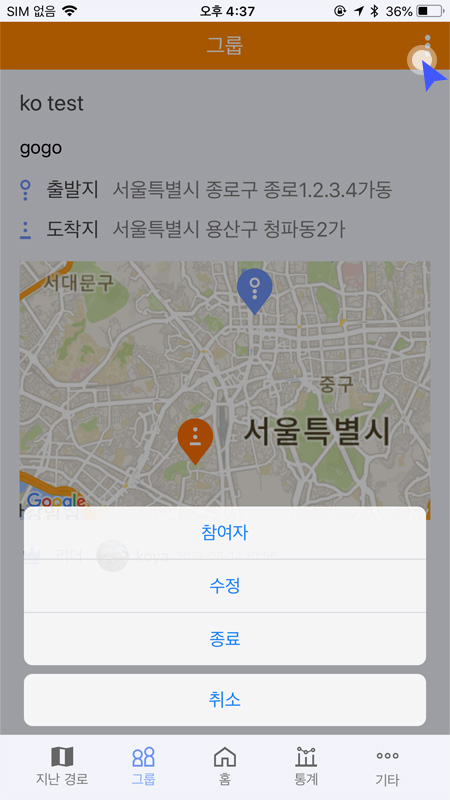 SIM 없음 오후 4:37 36%
그룹
ko test
gogo
출발지 서울특별시 종로구 종로1.2.3.4가동
도착지 서울특별시 용산구 청파동2가
서대문구
중구
서울특별시
Google
참여자
리더 koya
수정
종료
취소
지난 경로 그룹 홈 통계 기타